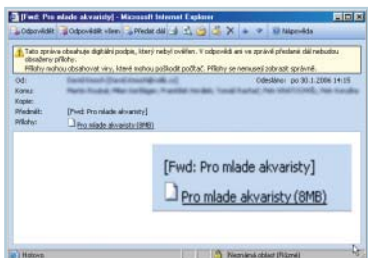 [Fwd: Pro mlade akvaristy] - Microsoft Internet Explorer
Odpovědět Odpovědět všem Předat dál Nápověda
Tato zpráva obsahuje digitální podpis, který nebyl ověřen. V odpovědi ani ve zprávě předané dál nebudou
obsaženy přílohy.
Přílohy mohou obsahovat viry, které mohou poškodit počítač. Přílohy se nemusejí zobrazit správně.
Od:
Odesláno: po 30.1.2006 14:15
Komu:
Kopie:
Předmět: [Fwd: Pro mlade akvaristy]
Přílohy: Pro mlade akvaristy (8MB)
[Fwd: Pro mlade akvaristy]
Pro mlade akvaristy (8MB)
Hotovo Neznámá oblast (Různé)